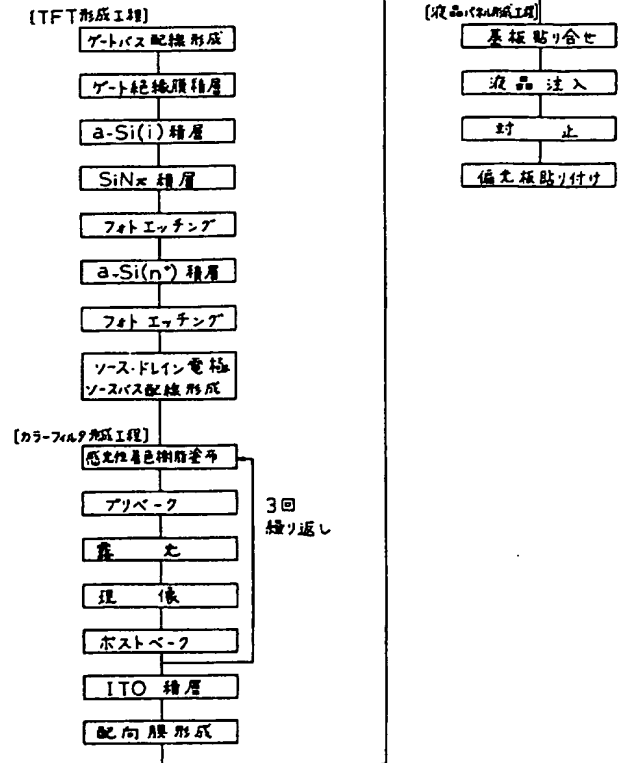 [TFT形成工程]
ゲートバス配線形成
ゲート絶縁膜積層
a-Si(i)積層
SiNx積層
フォトエッチング
a-Si(n⁺)積層
フォトエッチング
ソース・ドレイン電極
ソースバス配線形成
[カラーフィルタ形成工程]
感光性着色樹脂塗布
プリベーク
露光
現像
ポストベーク
3回
繰り返し
ITO積層
配向膜形成
[液晶パネル形成工程]
基板貼り合せ
液晶注入
封止
偏光板貼り付け